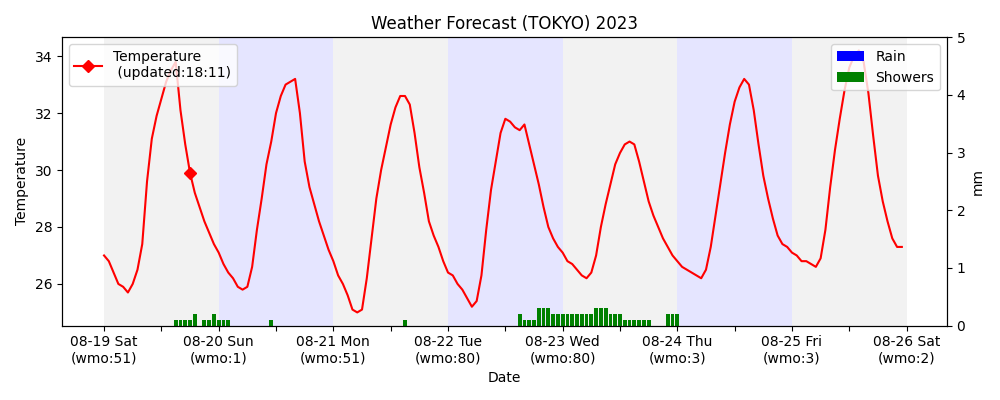 Weather Forecast (TOKYO) 2023
Temperature
(updated:18:11)
Rain
Showers
34
32
30
28
26
Temperature
5
4
3
2
1
0
mm
08-19 Sat
(wmo:51)
08-20 Sun
(wmo:1)
08-21 Mon
(wmo:51)
08-22 Tue
(wmo:80)
08-23 Wed
(wmo:80)
08-24 Thu
(wmo:3)
08-25 Fri
(wmo:3)
08-26 Sat
(wmo:2)
Date